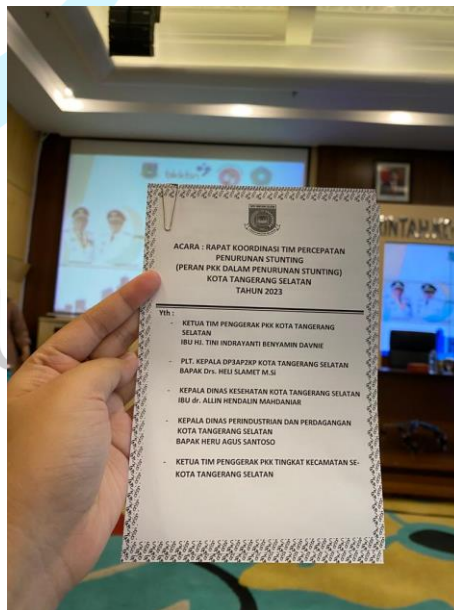 bkkbn
ACARA : RAPAT KOORDINASI TIM PERCEPATAN
PENURUNAN STUNTING
(PERAN PKK DALAM PENURUNAN STUNTING)
KOTA TANGERANG SELATAN
TAHUN 2023
Yth :
- KETUA TIM PENGGERAK PKK KOTA TANGERANG
SELATAN
IBU HJ. TINI INDRAYANTI BENYAMIN DAVNIE
- PLT. KEPALA DP3AP2KP KOTA TANGERANG SELATAN
BAPAK Drs. HELI SLAMET M.Si
- KEPALA DINAS KESEHATAN KOTA TANGERANG SELATAN
IBU dr. ALLIN HENDALIN MAHDANIAR
- KEPALA DINAS PERINDUSTRIAN DAN PERDAGANGAN
KOTA TANGERANG SELATAN
BAPAK HERU AGUS SANTOSO
- KETUA TIM PENGGERAK PKK TINGKAT KECAMATAN SE-
KOTA TANGERANG SELATAN